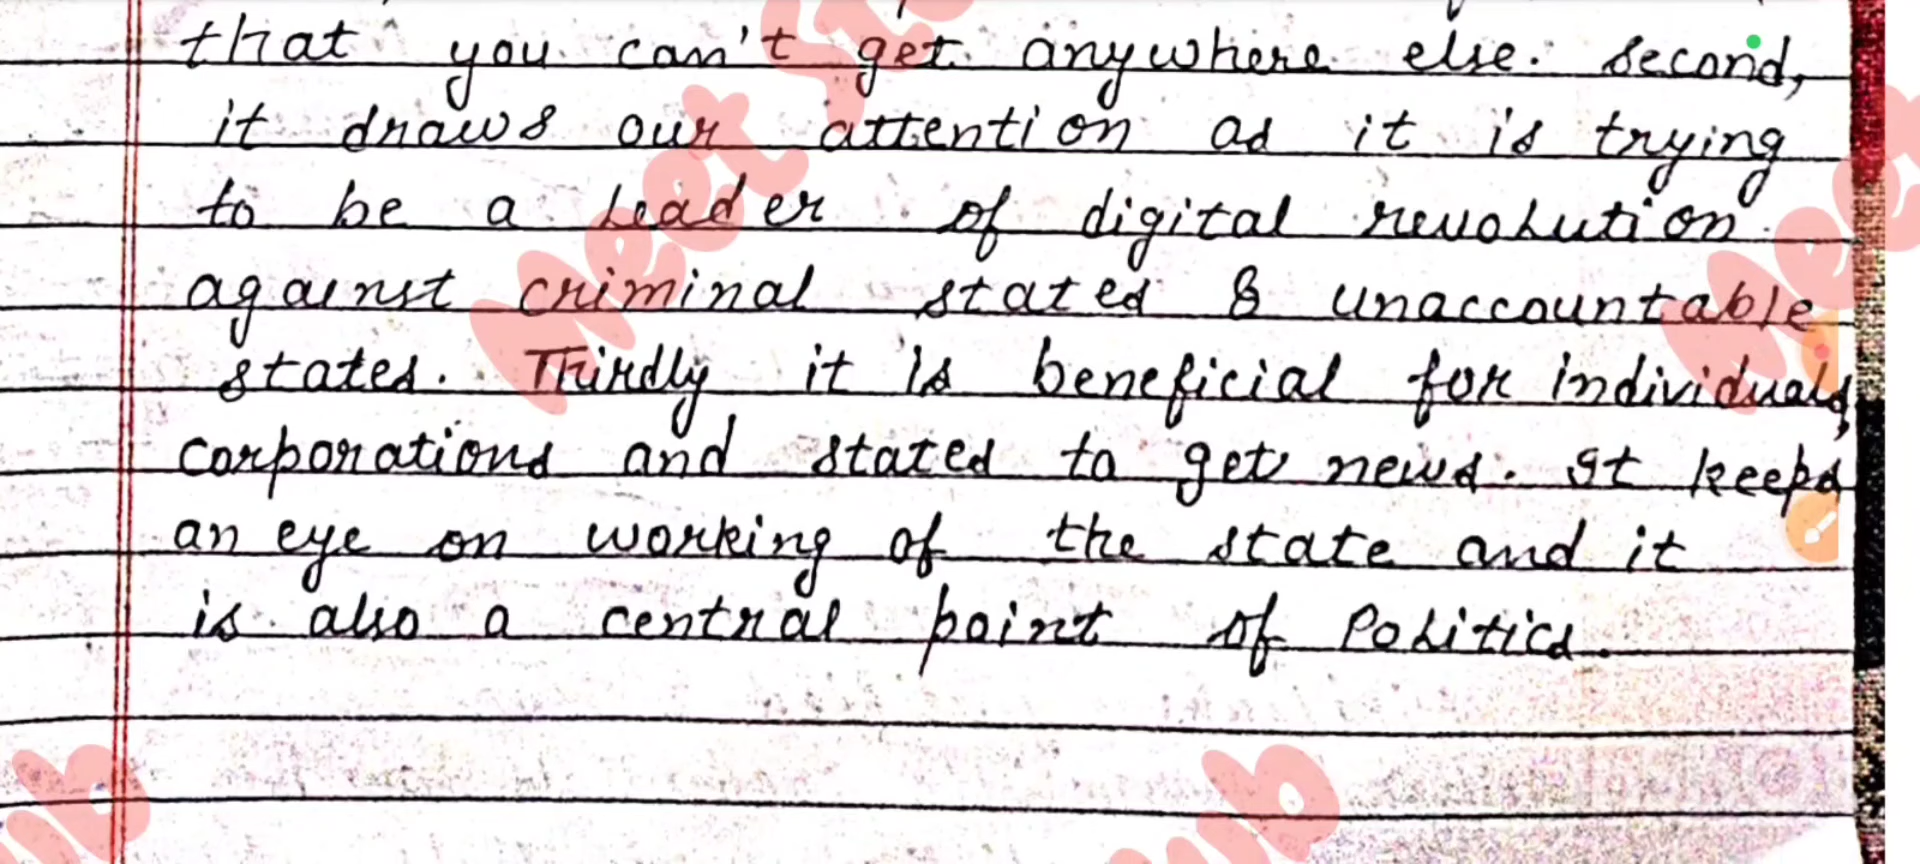 that you can't get anywhere else. Second,
it draws our attention as it is trying
to be a leader of digital revolution
against criminal states & unaccountable
states. Thirdly it is beneficial for individuals,
corporations and states to get news. It keeps
an eye on working of the state and it
is also a central point of Politics.